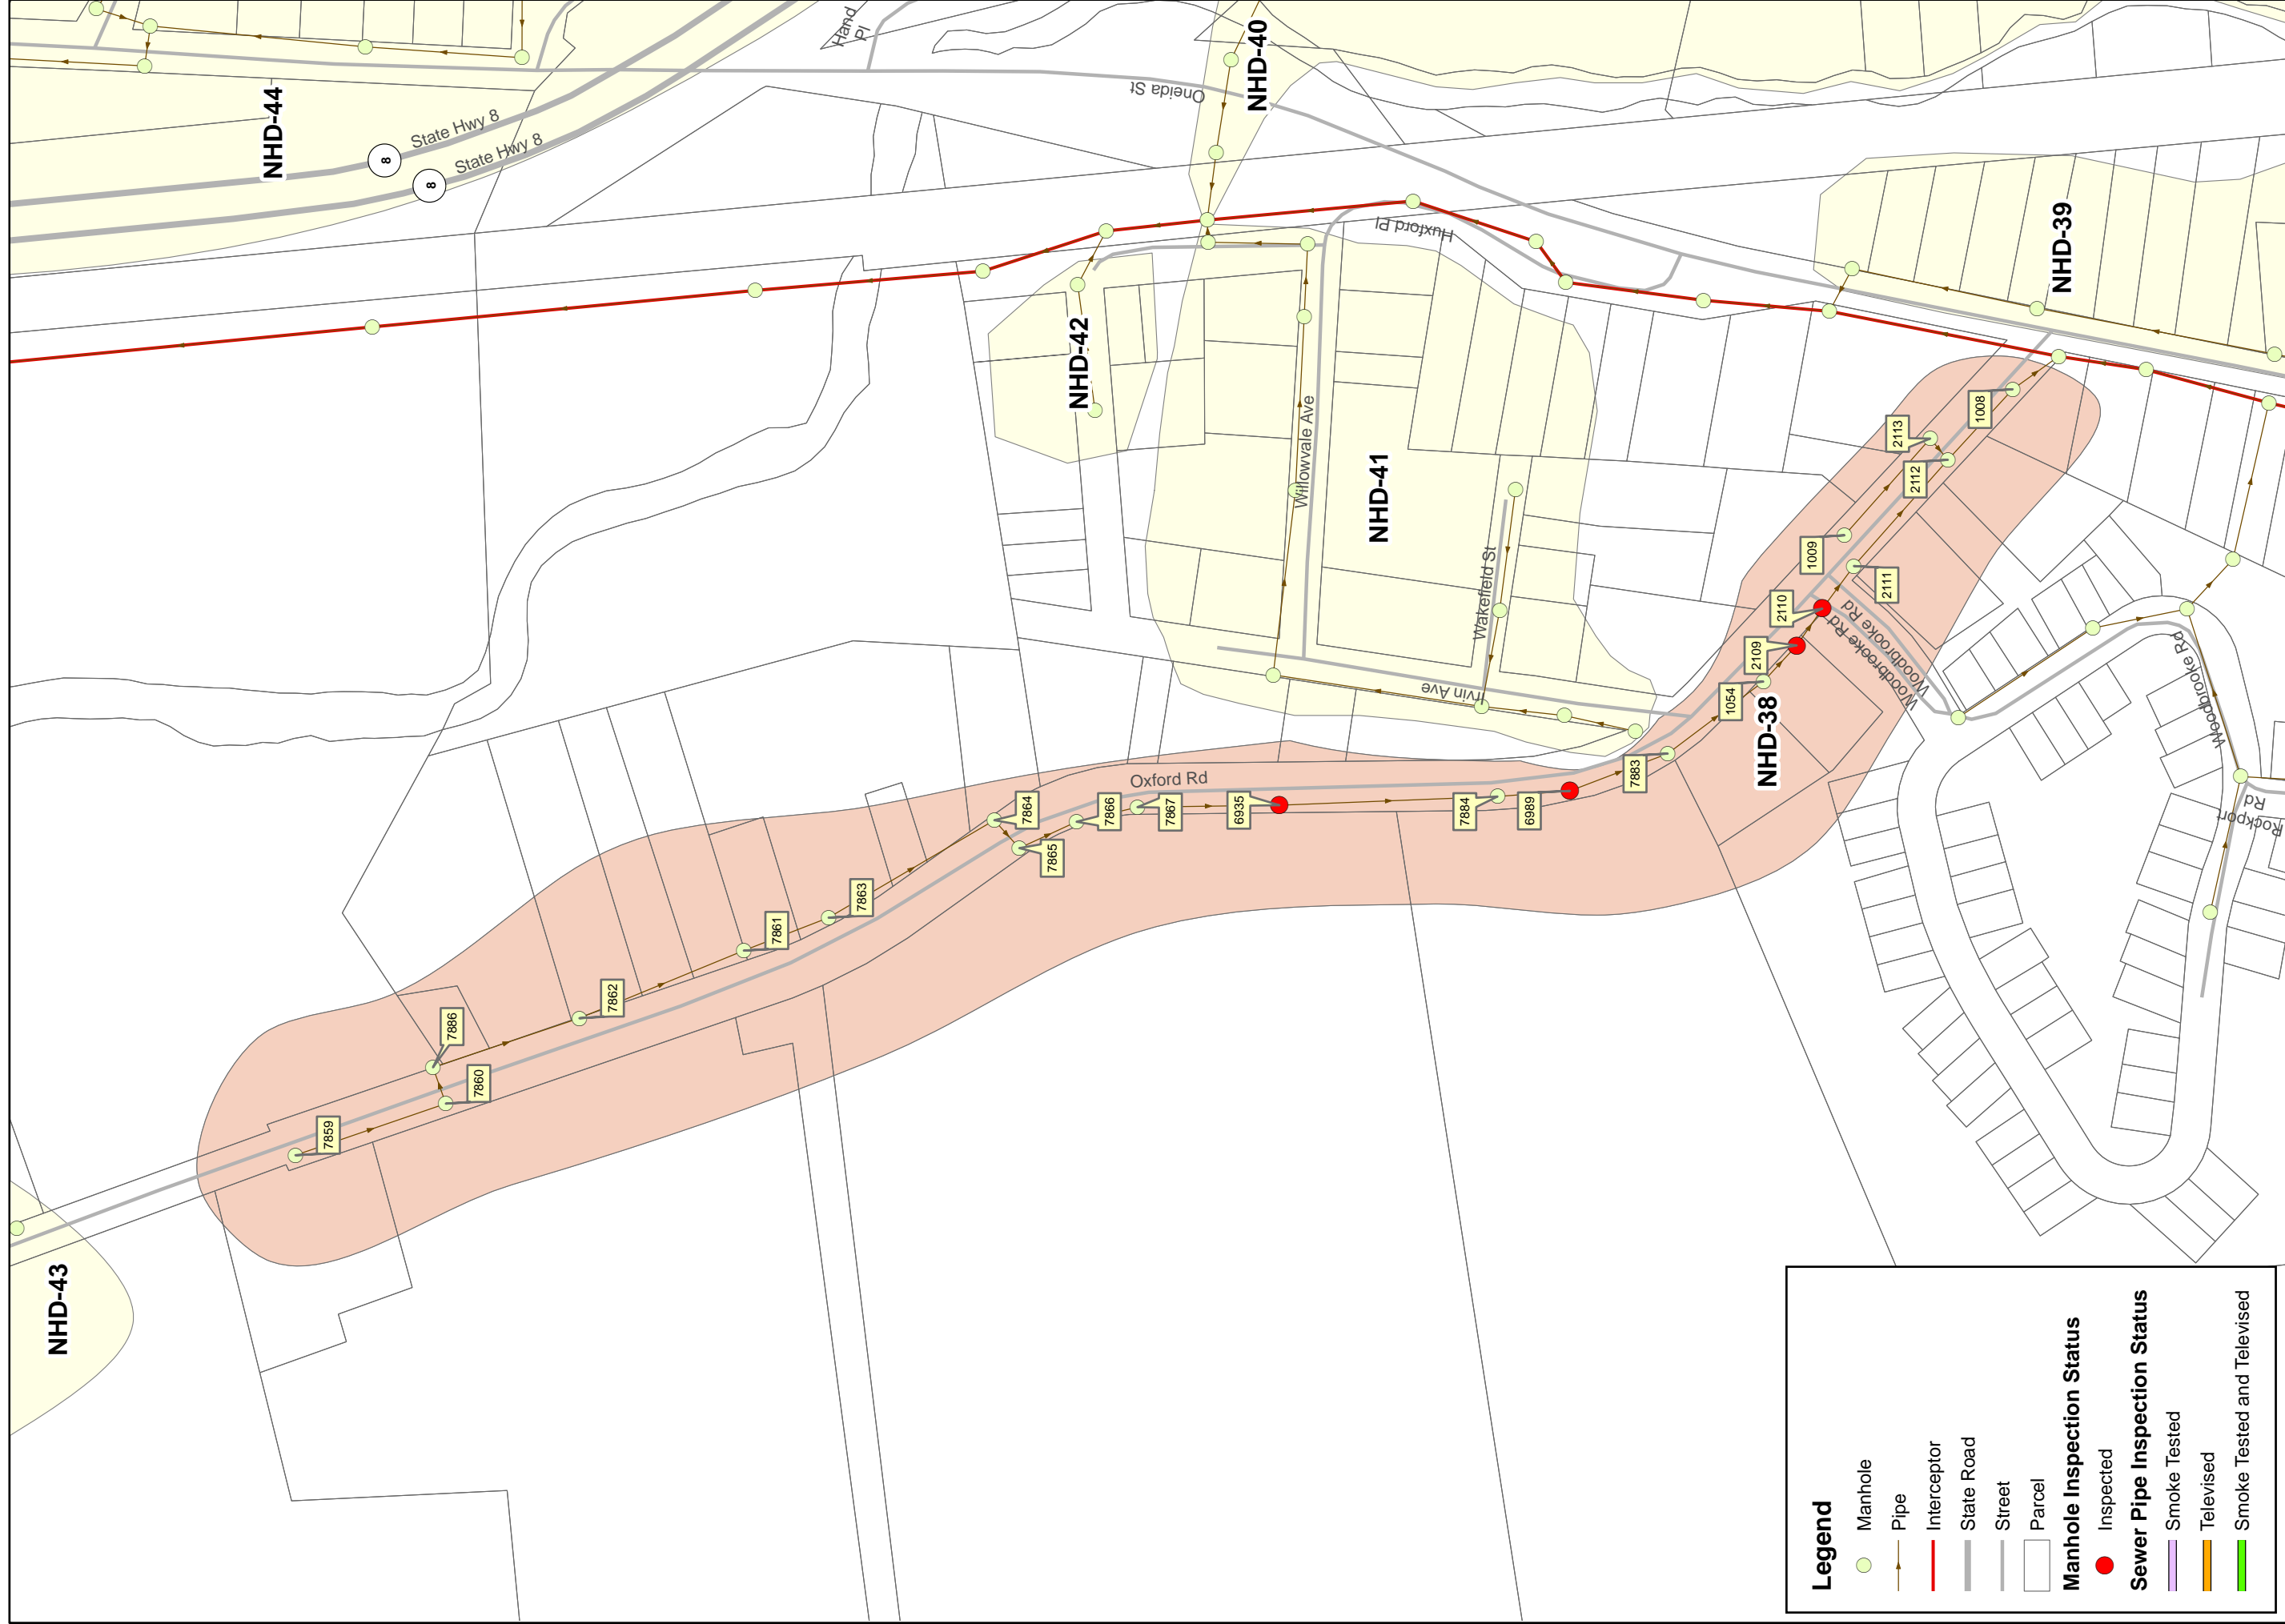 NHD-44
State Hwy 8
State Hwy 8
8
8
Hand
Pl
Oneida St
NHD-40
Huxford Pl
NHD-39
NHD-42
Willowvale Ave
NHD-41
Wakefield St
Irvin Ave
1008
2113
2112
1009
2111
2110
2109
1054
NHD-38
Woodbrooke Rd
Woodbrooke Rd
Woodbrooke Rd
Woodbrooke Rd
Rockport
Rd
Oxford Rd
7883
6989
7884
6935
7867
7866
7864
7865
7863
7861
7862
7886
7860
7859
NHD-43
Legend
Manhole
Pipe
Interceptor
State Road
Street
Parcel
Manhole Inspection Status
Inspected
Sewer Pipe Inspection Status
Smoke Tested
Televised
Smoke Tested and Televised